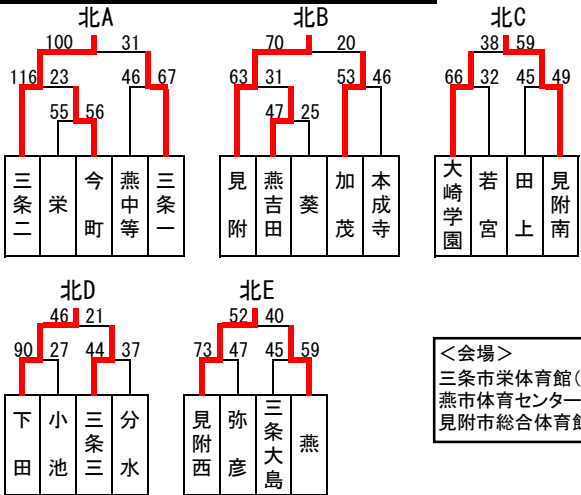 北A
100 31
116 23 46 67
55 56
三条二 栄 今町 燕中等 三条一
北B
70 20
63 31 53 46
47 25
見附 燕吉田 葵 加茂 本成寺
北C
38 59
66 32 45 49
大崎学園 若宮 田上 見附南
北D
46 21
90 27 44 37
下田 小池 三条三 分水
北E
52 40
73 47 45 59
見附西 弥彦 三条大島 燕
<会場>
三条市栄体育館(
燕市体育センター
見附市総合体育館